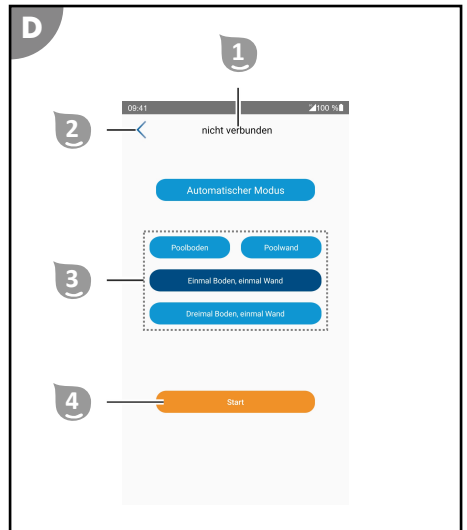 D
1
09:41 100 %
2
nicht verbunden
Automatischer Modus
Poolboden Poolwand
3
Einmal Boden, einmal Wand
Dreimal Boden, einmal Wand
4
Start